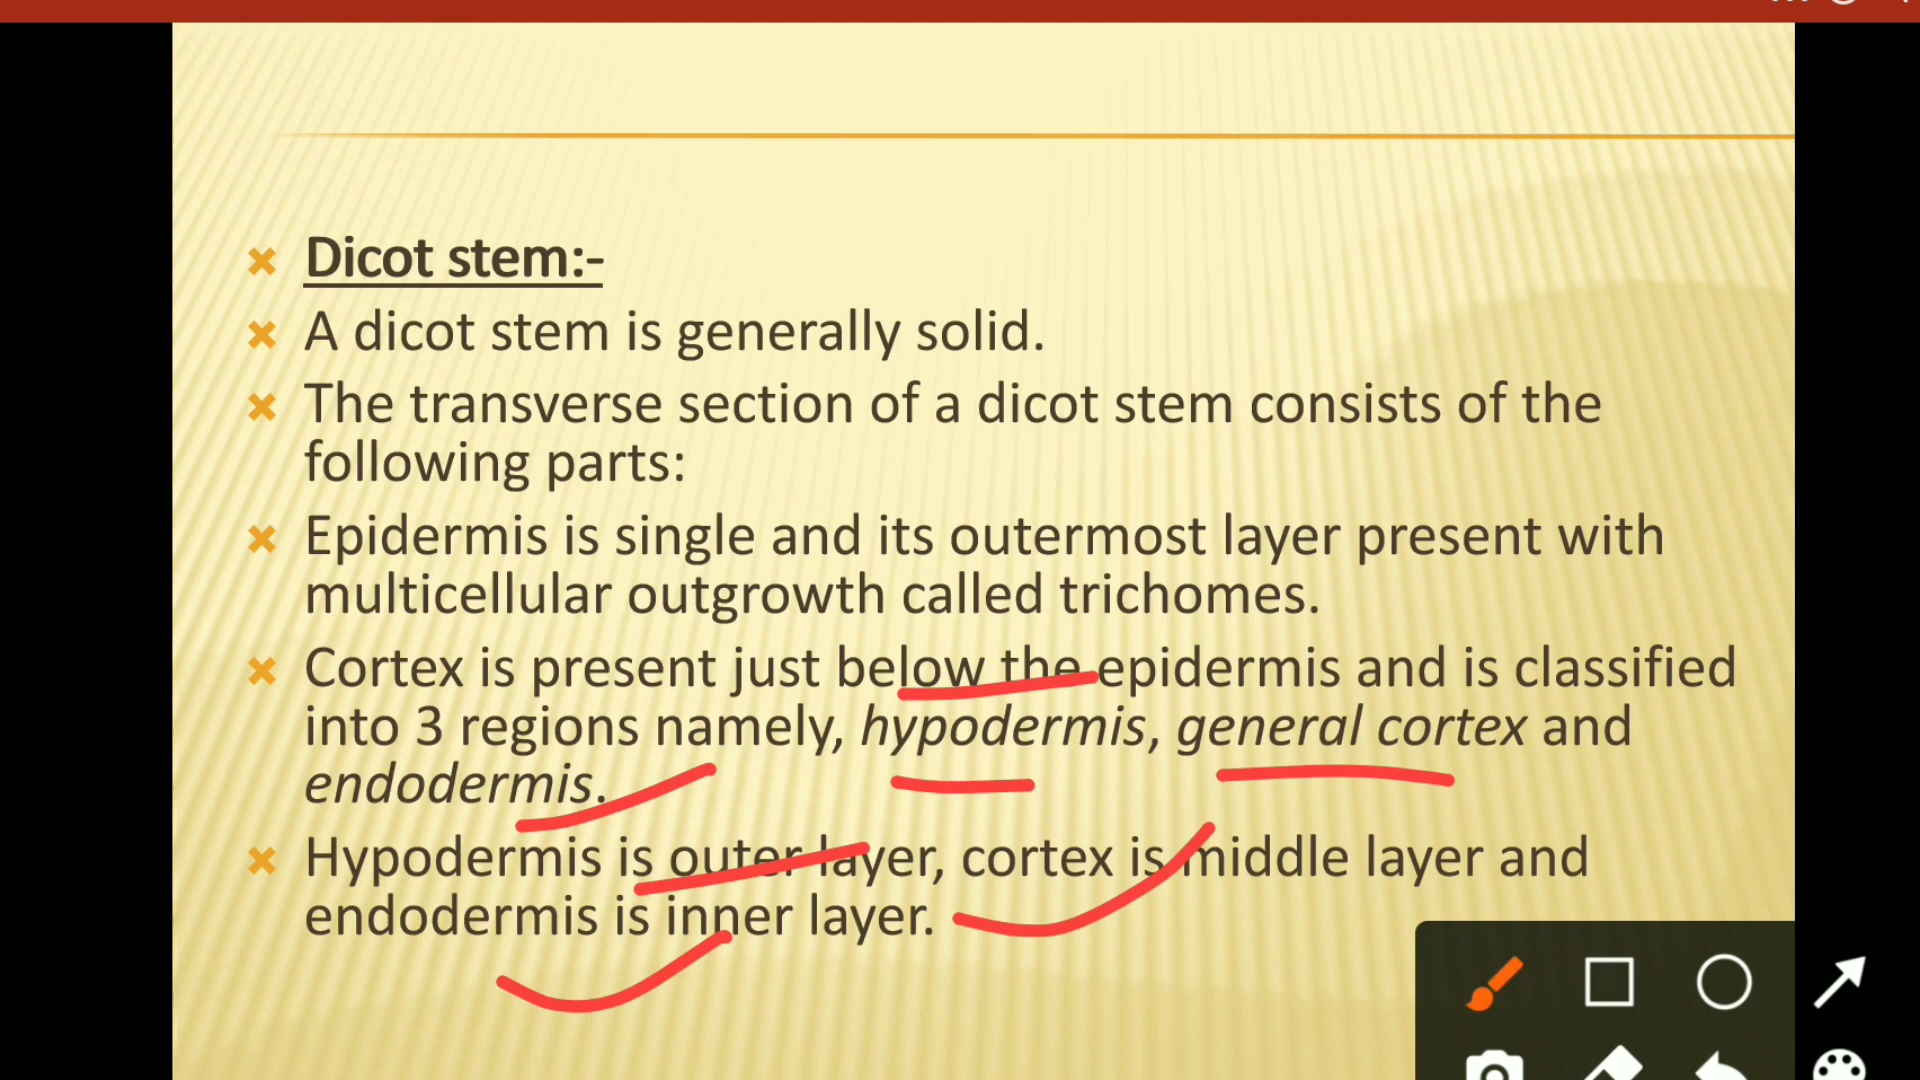 Dicot stem:-
A dicot stem is generally solid.
The transverse section of a dicot stem consists of the
following parts:
Epidermis is single and its outermost layer present with
multicellular outgrowth called trichomes.
Cortex is present just below the epidermis and is classified
into 3 regions namely, hypodermis, general cortex and
endodermis.
Hypodermis is outer layer, cortex is middle layer and
endodermis is inner layer.